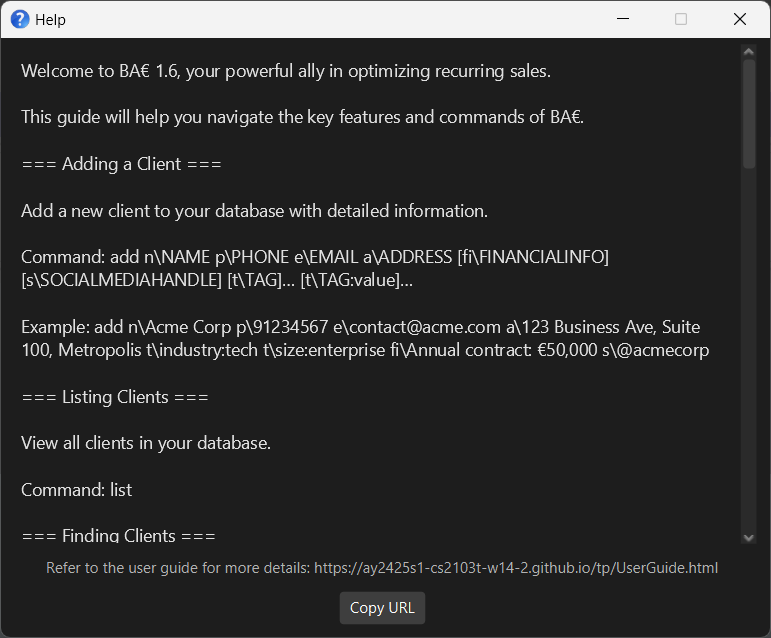 Help
Welcome to BA€ 1.6, your powerful ally in optimizing recurring sales.
This guide will help you navigate the key features and commands of BA€.
=== Adding a Client ===
Add a new client to your database with detailed information.
Command: add n\NAME p\PHONE e\EMAIL a\ADDRESS [fi\FINANCIALINFO]
[s\SOCIALMEDIAHANDLE] [t\TAG]... [t\TAG:value]...
Example: add n\Acme Corp p\91234567 e\contact@acme.com a\123 Business Ave, Suite
100, Metropolis t\industry:tech t\size:enterprise fi\Annual contract: €50,000 s\@acmecorp
=== Listing Clients ===
View all clients in your database.
Command: list
=== Finding Clients ===
Refer to the user guide for more details: https://ay2425s1-cs2103t-w14-2.github.io/tp/UserGuide.html
Copy URL